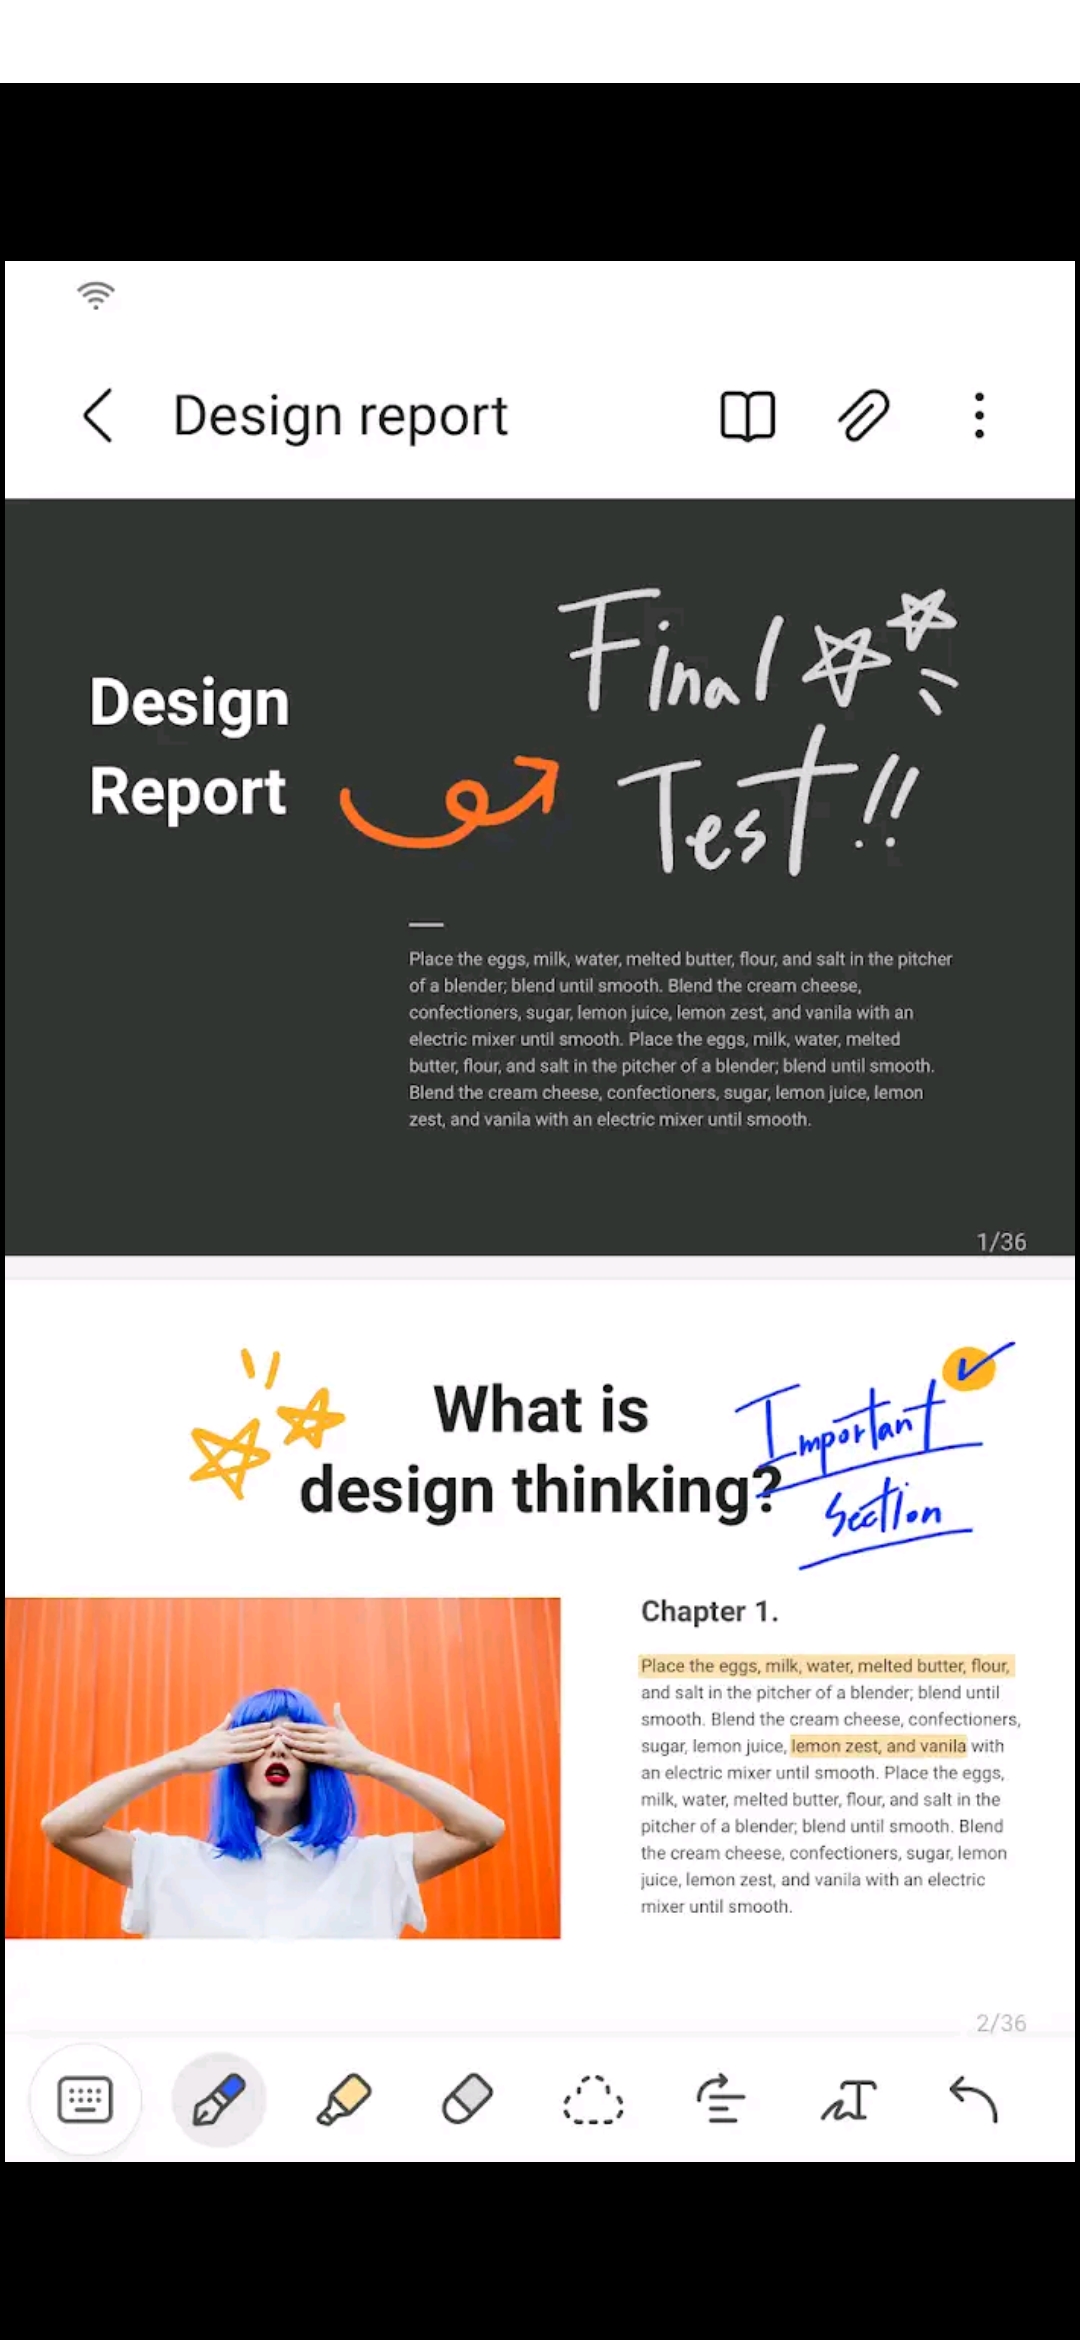 Design report
Final
Design
Report
Test!!
Place the eggs, milk, water, melted butter, flour, and salt in the pitcher
of a blender; blend until smooth. Blend the cream cheese,
confectioners, sugar, lemon juice, lemon zest, and vanila with an
electric mixer until smooth. Place the eggs, milk, water, melted
butter, flour, and salt in the pitcher of a blender; blend until smooth.
Blend the cream cheese, confectioners, sugar, lemon juice, lemon
zest, and vanila with an electric mixer until smooth.
1/36
What is
design thinking?
Important
Section
Chapter 1.
Place the eggs, milk, water, melted butter, flour,
and salt in the pitcher of a blender; blend until
smooth. Blend the cream cheese, confectioners,
sugar, lemon juice, lemon zest, and vanila with
an electric mixer until smooth. Place the eggs,
milk, water, melted butter, flour, and salt in the
pitcher of a blender; blend until smooth. Blend
the cream cheese, confectioners, sugar, lemon
juice, lemon zest, and vanila with an electric
mixer until smooth.
2/36